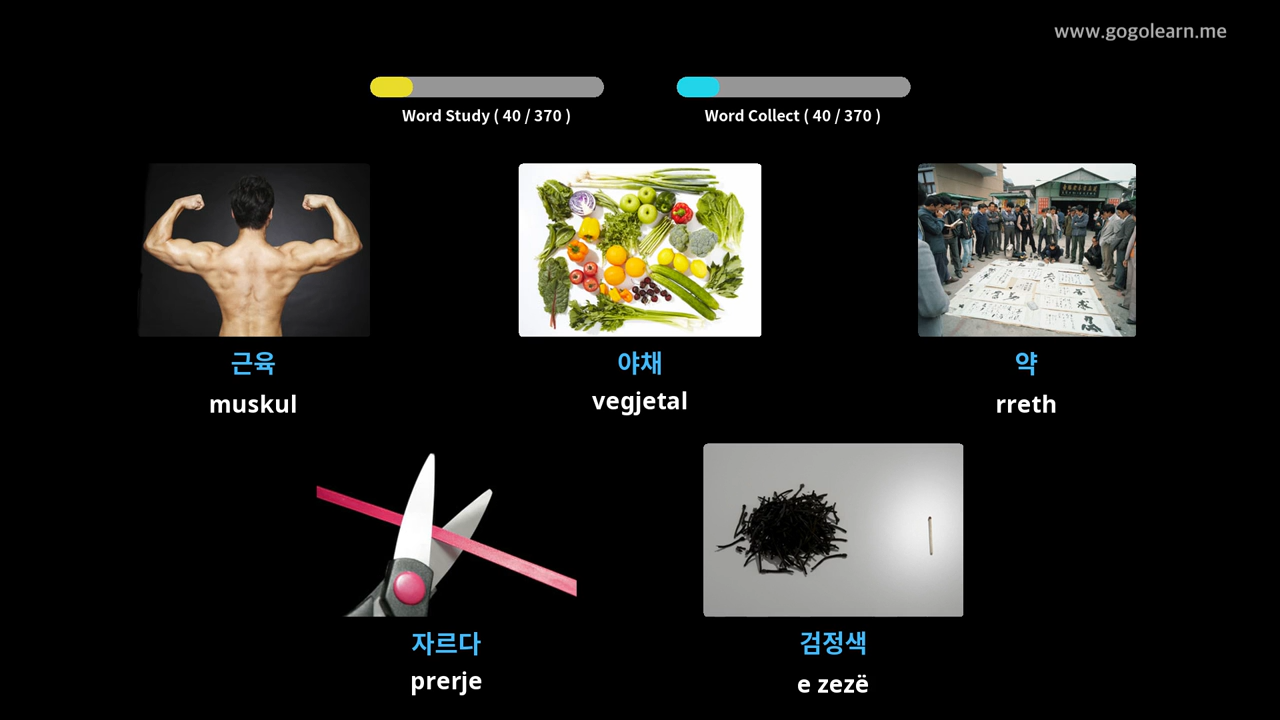 www.gogolearn.me
Word Study ( 40 / 370 )
Word Collect ( 40 / 370 )
근육
muskul
야채
vegjetal
약
rreth
자르다
prerje
검정색
e zezë